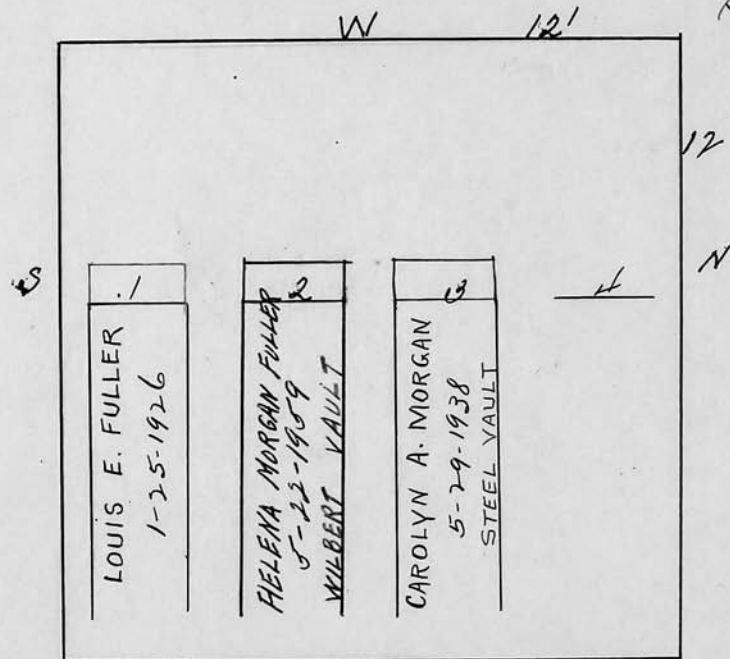 W 12'
12
S N
1 2 3 4
LOUIS E. FULLER
1-25-1926
HELENA MORGAN FULLER
5-22-1959
WILBERT VAULT
CAROLYN A. MORGAN
5-29-1938
STEEL VAULT